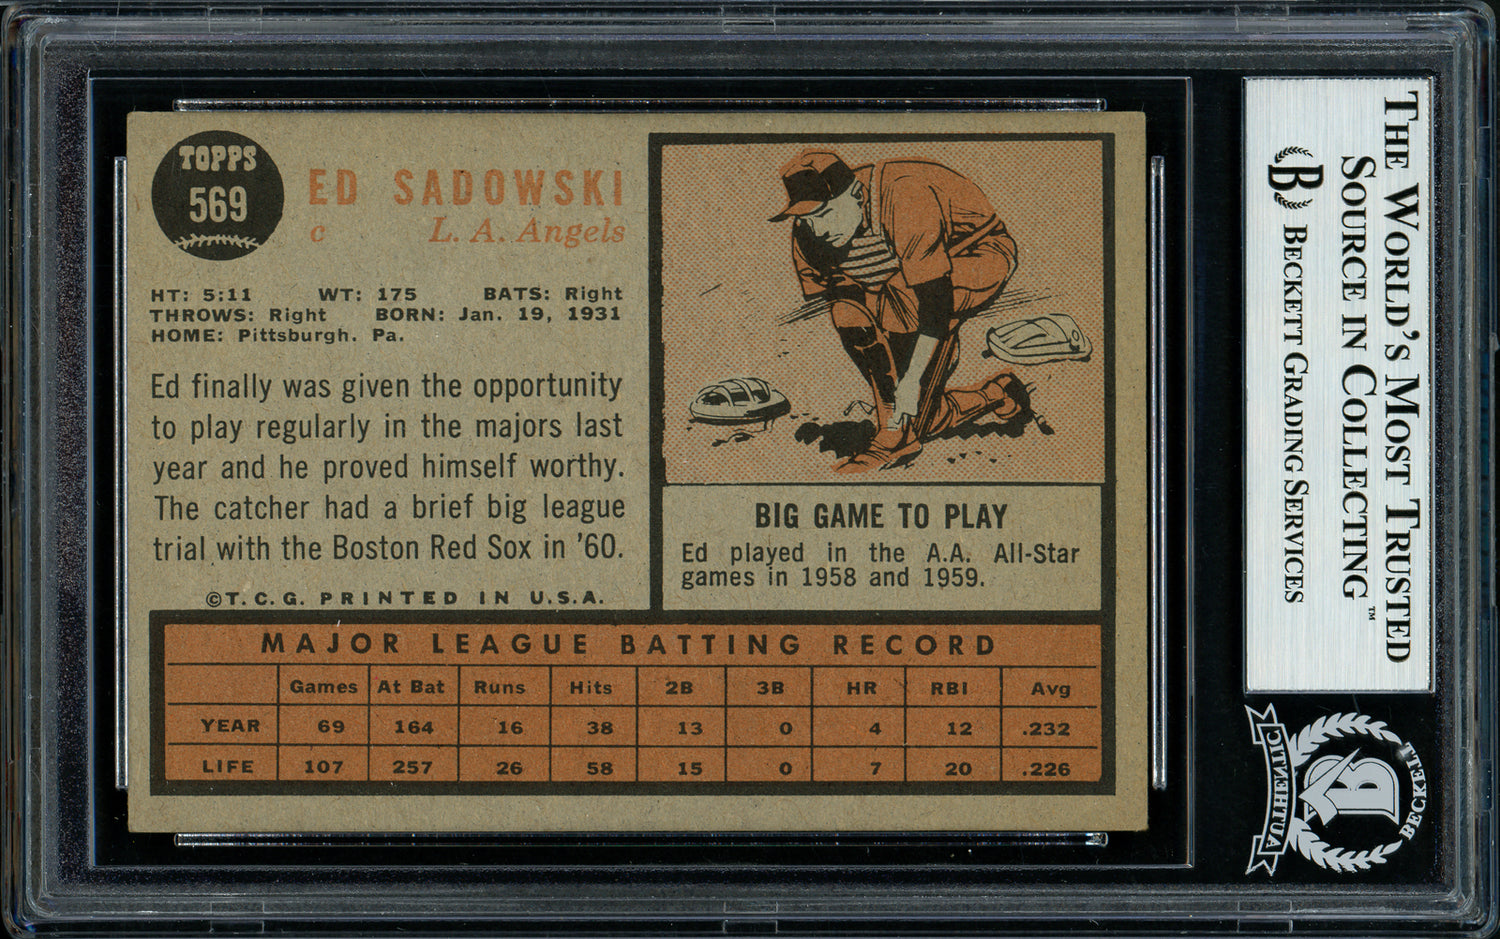 TOPPS
569
ED SADOWSKI
c L. A. Angels
HT: 5:11 WT: 175 BATS: Right
THROWS: Right BORN: Jan. 19, 1931
HOME: Pittsburgh. Pa.
Ed finally was given the opportunity
to play regularly in the majors last
year and he proved himself worthy.
The catcher had a brief big league
trial with the Boston Red Sox in '60.
©T. C. G. PRINTED IN U.S.A.
BIG GAME TO PLAY
Ed played in the A.A. All-Star
games in 1958 and 1959.
MAJOR LEAGUE BATTING RECORD
Games At Bat Runs Hits 2B 3B HR RBI Avg
YEAR 69 164 16 38 13 0 4 12 .232
LIFE 107 257 26 58 15 0 7 20 .226
THE WORLD'S MOST TRUSTED
SOURCE IN COLLECTING™
B BECKETT GRADING SERVICES
AUTHENTIC
B
BECKETT